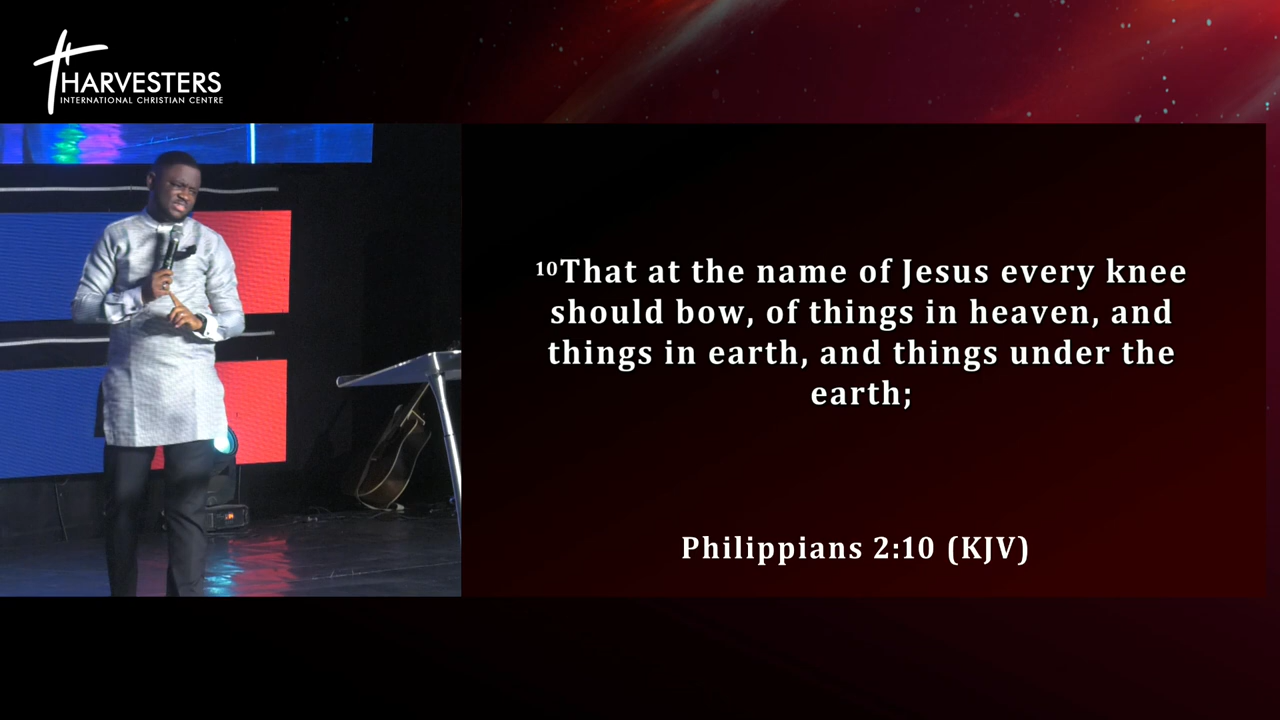 HARVESTERS
INTERNATIONAL CHRISTIAN CENTRE
¹⁰That at the name of Jesus every knee
should bow, of things in heaven, and
things in earth, and things under the
earth;
Philippians 2:10 (KJV)